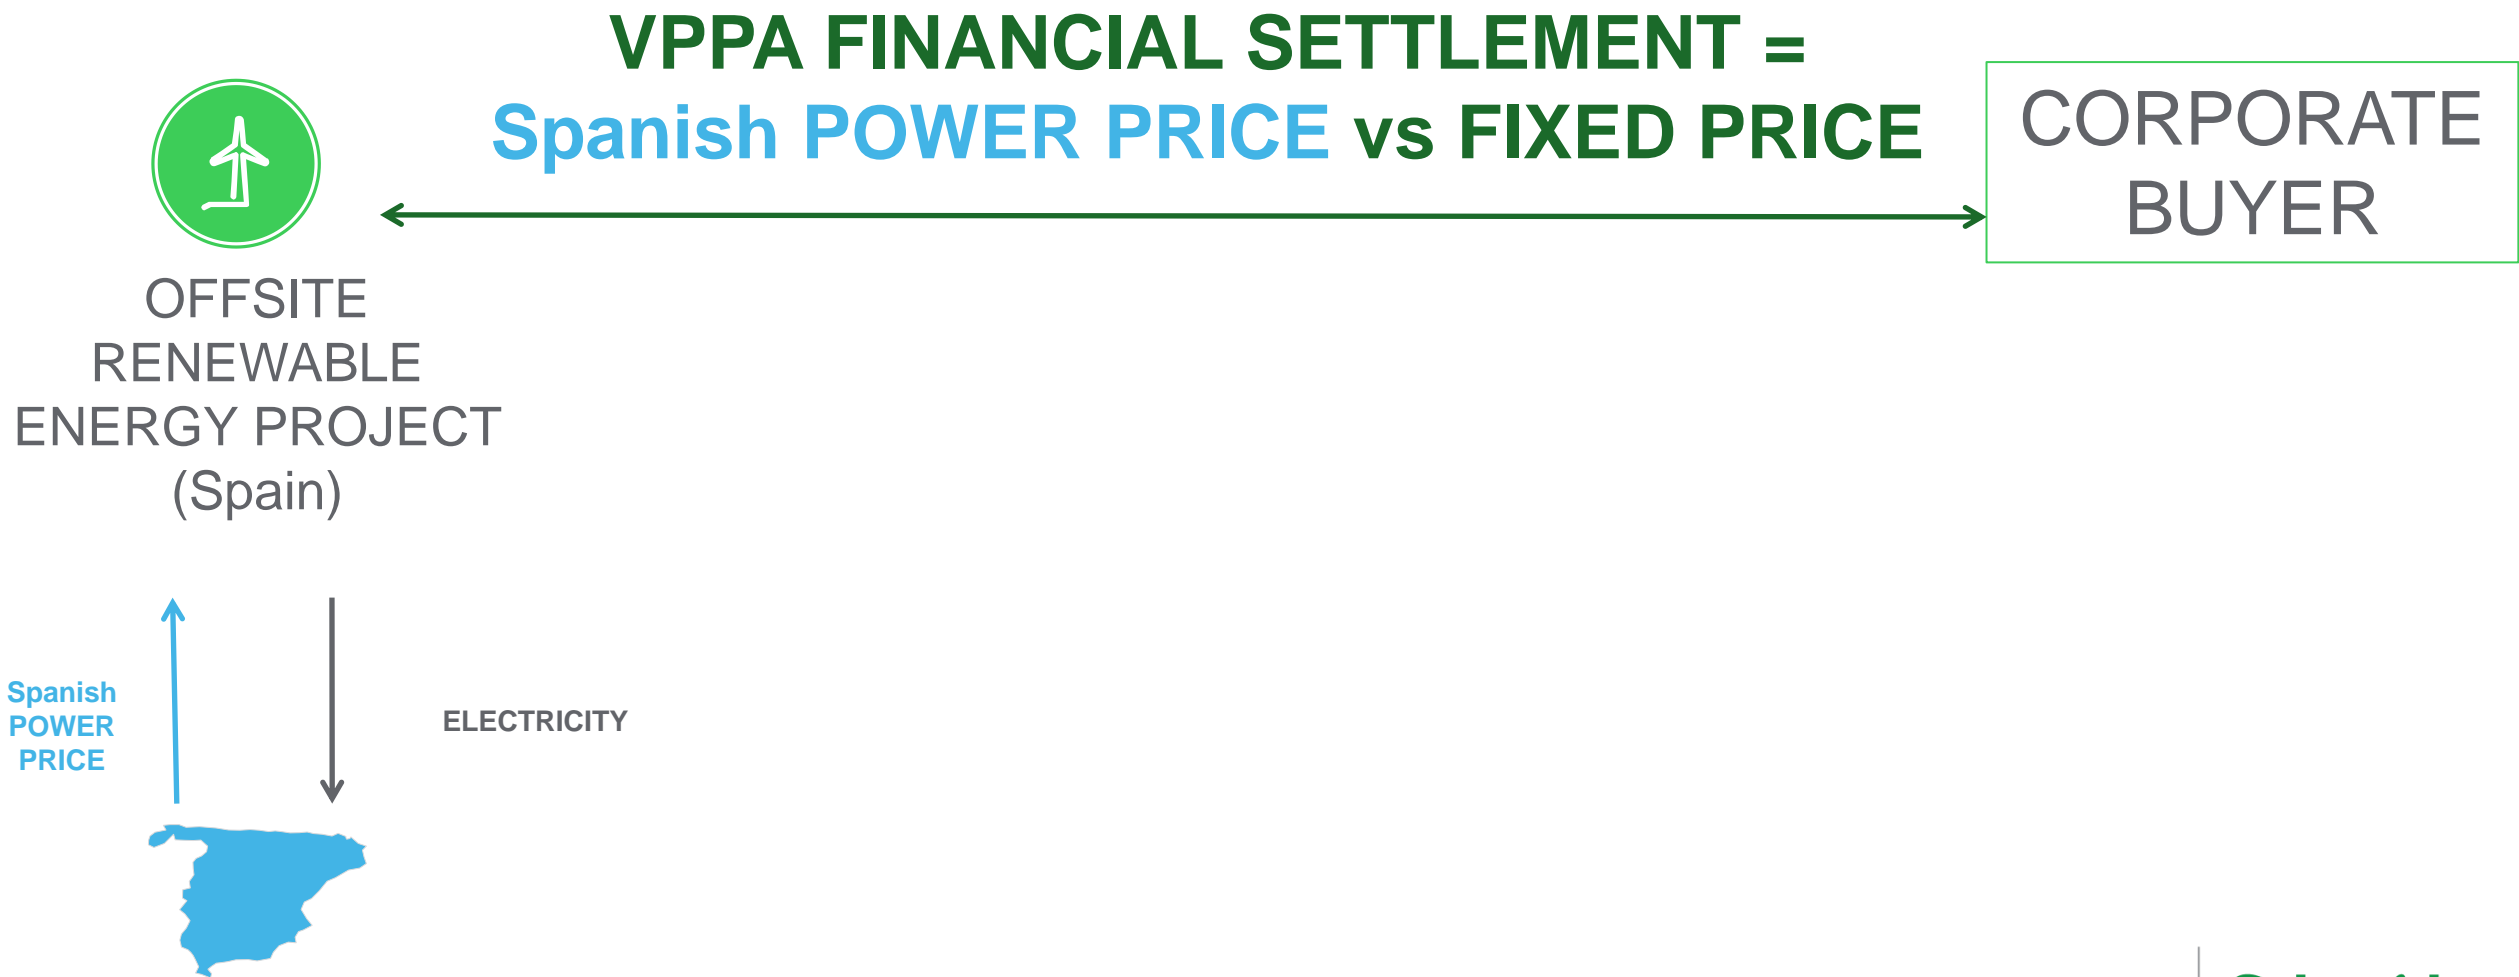 VPPA FINANCIAL SETTLEMENT =
Spanish POWER PRICE vs FIXED PRICE
CORPORATE
BUYER
OFFSITE
RENEWABLE
ENERGY PROJECT
(Spain)
Spanish
POWER
PRICE
ELECTRICITY